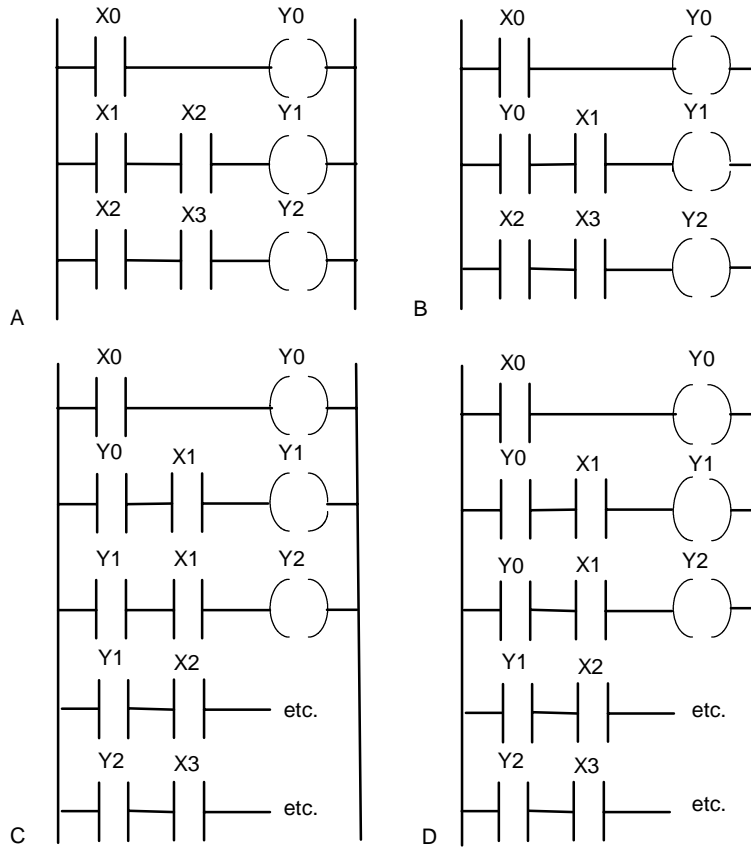 X0 Y0
X1 X2 Y1
X2 X3 Y2
A
X0 Y0
Y0 X1 Y1
X2 X3 Y2
B
X0 Y0
Y0 X1 Y1
Y1 X1 Y2
Y1 X2 etc.
Y2 X3 etc.
C
X0 Y0
Y0 X1 Y1
Y0 X1 Y2
Y1 X2 etc.
Y2 X3 etc.
D